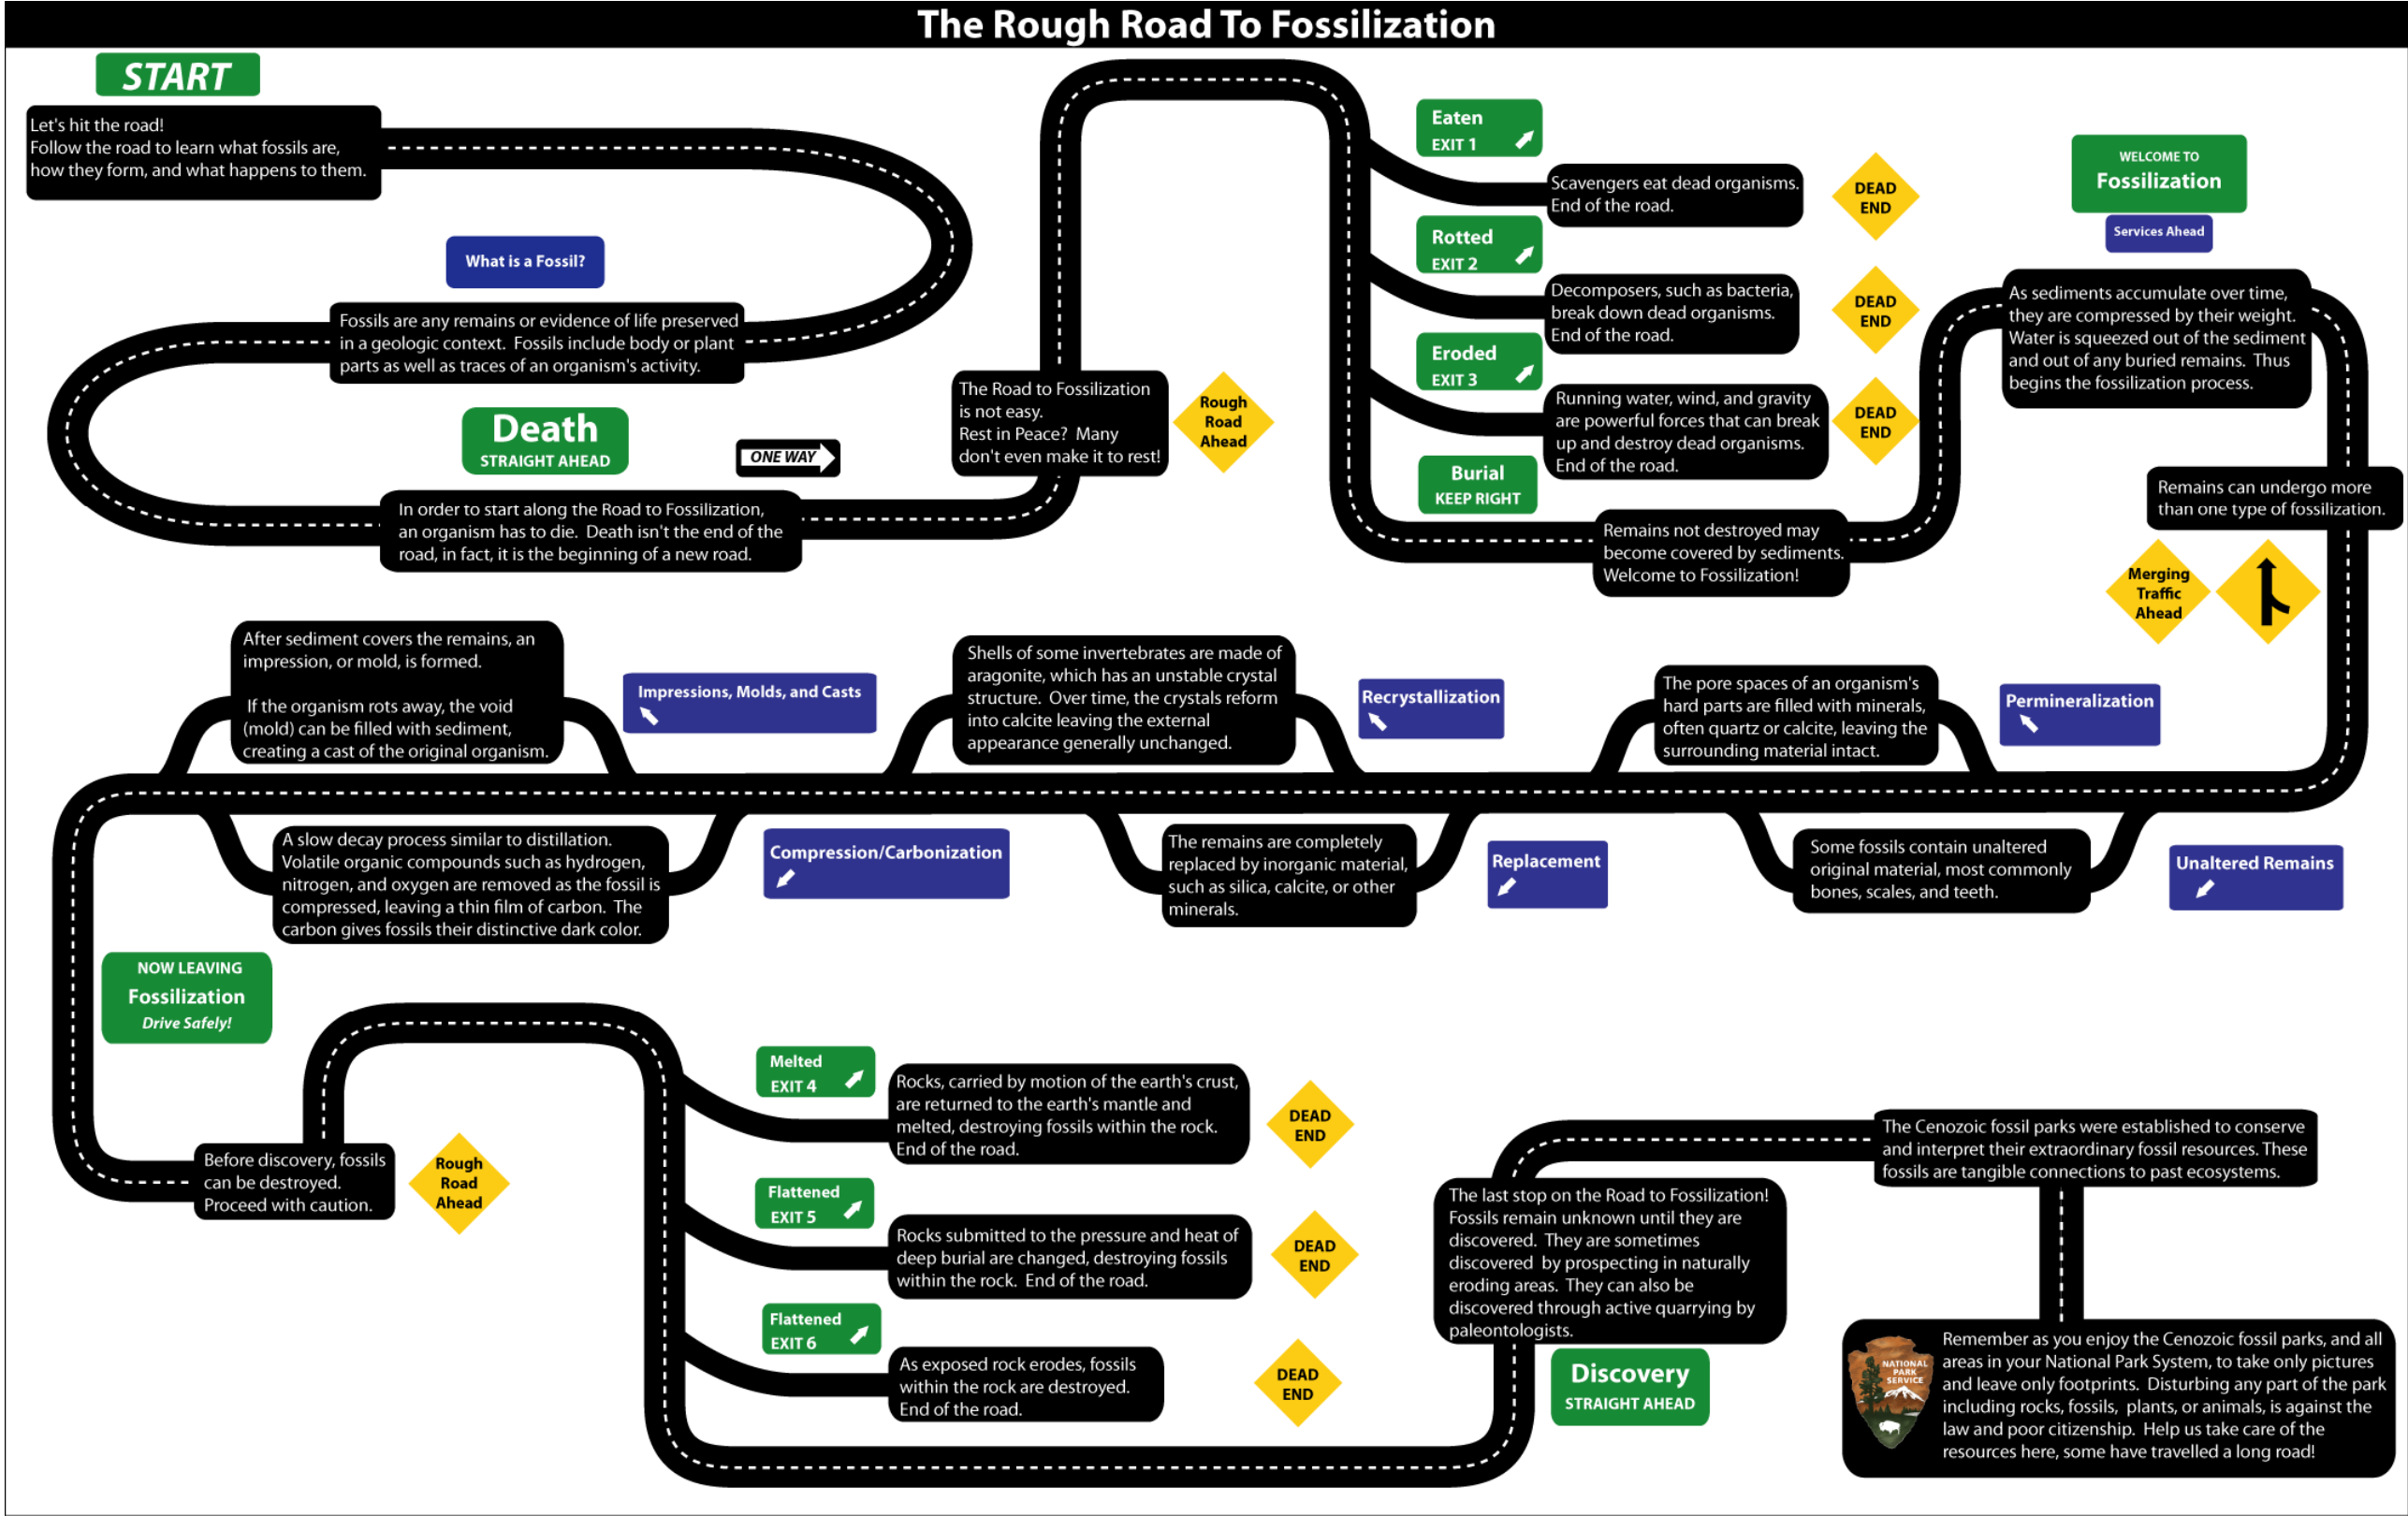 The Rough Road To Fossilization
START
Let's hit the road!
Follow the road to learn what fossils are,
how they form, and what happens to them.
What is a Fossil?
Fossils are any remains or evidence of life preserved
in a geologic context. Fossils include body or plant
parts as well as traces of an organism's activity.
Death
STRAIGHT AHEAD
ONE WAY
In order to start along the Road to Fossilization,
an organism has to die. Death isn't the end of the
road, in fact, it is the beginning of a new road.
The Road to Fossilization
is not easy.
Rest in Peace? Many
don't even make it to rest!
Rough
Road
Ahead
Eaten
EXIT 1
Scavengers eat dead organisms.
End of the road.
DEAD
END
Rotted
EXIT 2
Decomposers, such as bacteria,
break down dead organisms.
End of the road.
DEAD
END
Eroded
EXIT 3
Running water, wind, and gravity
are powerful forces that can break
up and destroy dead organisms.
End of the road.
DEAD
END
Burial
KEEP RIGHT
Remains not destroyed may
become covered by sediments.
Welcome to Fossilization!
WELCOME TO
Fossilization
Services Ahead
As sediments accumulate over time,
they are compressed by their weight.
Water is squeezed out of the sediment
and out of any buried remains. Thus
begins the fossilization process.
Remains can undergo more
than one type of fossilization.
Merging
Traffic
Ahead
Unaltered Remains
Some fossils contain unaltered
original material, most commonly
bones, scales, and teeth.
Permineralization
The pore spaces of an organism's
hard parts are filled with minerals,
often quartz or calcite, leaving the
surrounding material intact.
Replacement
The remains are completely
replaced by inorganic material,
such as silica, calcite, or other
minerals.
Recrystallization
Shells of some invertebrates are made of
aragonite, which has an unstable crystal
structure. Over time, the crystals reform
into calcite leaving the external
appearance generally unchanged.
Compression/Carbonization
A slow decay process similar to distillation.
Volatile organic compounds such as hydrogen,
nitrogen, and oxygen are removed as the fossil is
compressed, leaving a thin film of carbon. The
carbon gives fossils their distinctive dark color.
Impressions, Molds, and Casts
After sediment covers the remains, an
impression, or mold, is formed.
If the organism rots away, the void
(mold) can be filled with sediment,
creating a cast of the original organism.
NOW LEAVING
Fossilization
Drive Safely!
Before discovery, fossils
can be destroyed.
Proceed with caution.
Rough
Road
Ahead
Melted
EXIT 4
Rocks, carried by motion of the earth's crust,
are returned to the earth's mantle and
melted, destroying fossils within the rock.
End of the road.
DEAD
END
Flattened
EXIT 5
Rocks submitted to the pressure and heat of
deep burial are changed, destroying fossils
within the rock. End of the road.
DEAD
END
Flattened
EXIT 6
As exposed rock erodes, fossils
within the rock are destroyed.
End of the road.
DEAD
END
Discovery
STRAIGHT AHEAD
The last stop on the Road to Fossilization!
Fossils remain unknown until they are
discovered. They are sometimes
discovered by prospecting in naturally
eroding areas. They can also be
discovered through active quarrying by
paleontologists.
The Cenozoic fossil parks were established to conserve
and interpret their extraordinary fossil resources. These
fossils are tangible connections to past ecosystems.
NATIONAL
PARK
SERVICE
Remember as you enjoy the Cenozoic fossil parks, and all
areas in your National Park System, to take only pictures
and leave only footprints. Disturbing any part of the park
including rocks, fossils, plants, or animals, is against the
law and poor citizenship. Help us take care of the
resources here, some have travelled a long road!